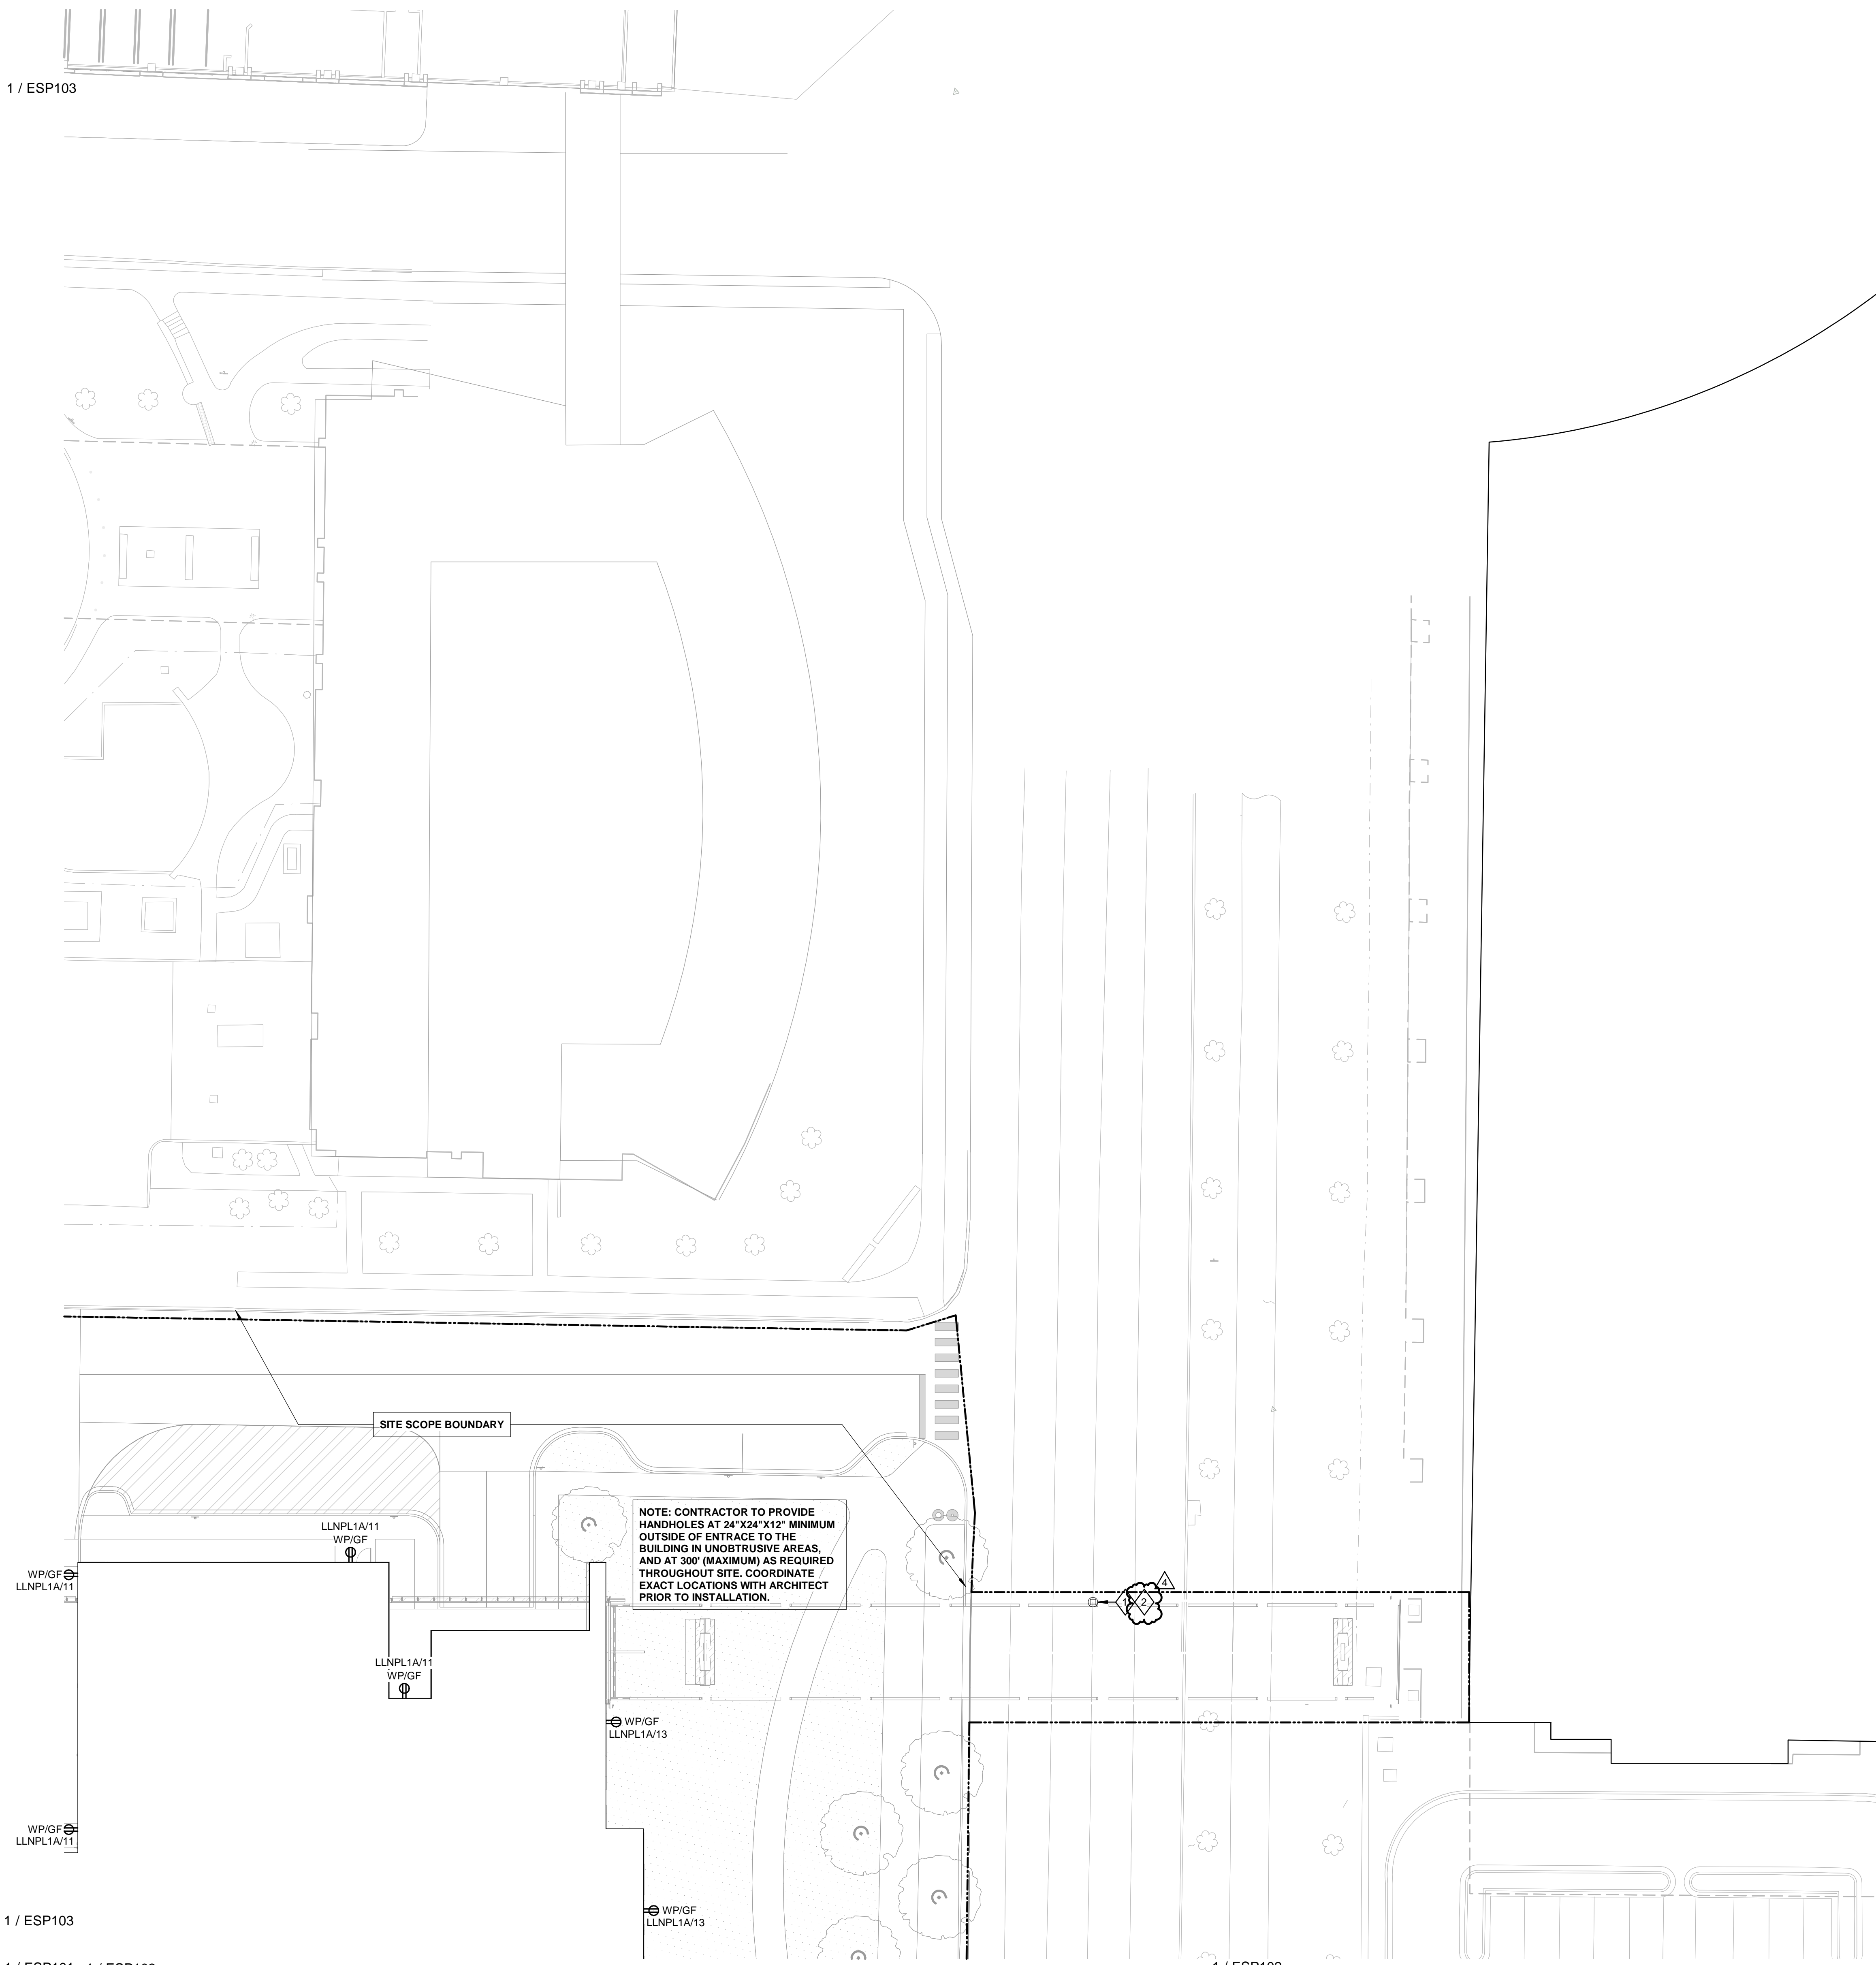 1 / ESP103
SITE SCOPE BOUNDARY
NOTE: CONTRACTOR TO PROVIDE
HANDHOLES AT 24"X24"X12" MINIMUM
OUTSIDE OF ENTRACE TO THE
BUILDING IN UNOBTRUSIVE AREAS,
AND AT 300' (MAXIMUM) AS REQUIRED
THROUGHOUT SITE. COORDINATE
EXACT LOCATIONS WITH ARCHITECT
PRIOR TO INSTALLATION.
LLNPL1A/11
WP/GF
WP/GF
LLNPL1A/11
4
1
2
LLNPL1A/11
WP/GF
WP/GF
LLNPL1A/13
WP/GF
LLNPL1A/11
WP/GF
LLNPL1A/13
1 / ESP103